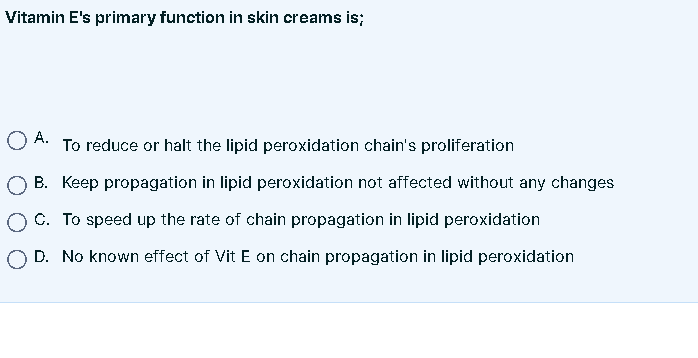 Vitamin E's primary function in skin creams is;
A. To reduce or halt the lipid peroxidation chain's proliferation
B. Keep propagation in lipid peroxidation not affected without any changes
C. To speed up the rate of chain propagation in lipid peroxidation
D. No known effect of Vit E on chain propagation in lipid peroxidation